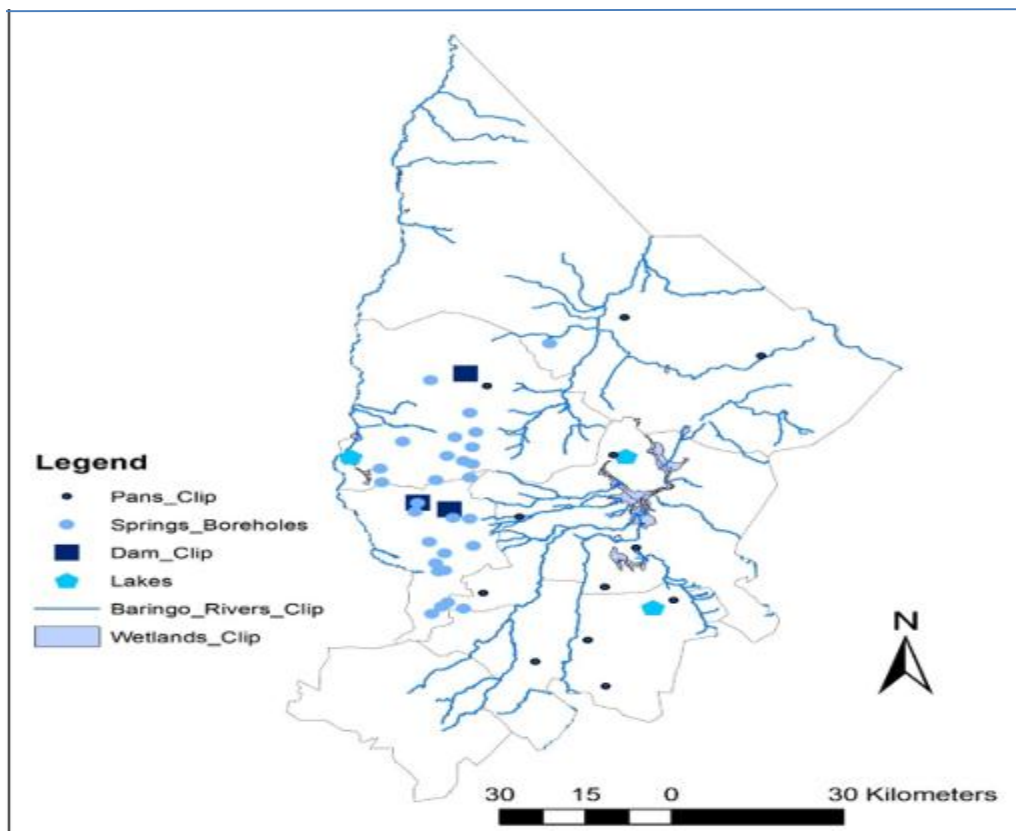 Legend
Pans_Clip
Springs_Boreholes
Dam_Clip
Lakes
Baringo_Rivers_Clip
Wetlands_Clip
N
30 15 0 30 Kilometers